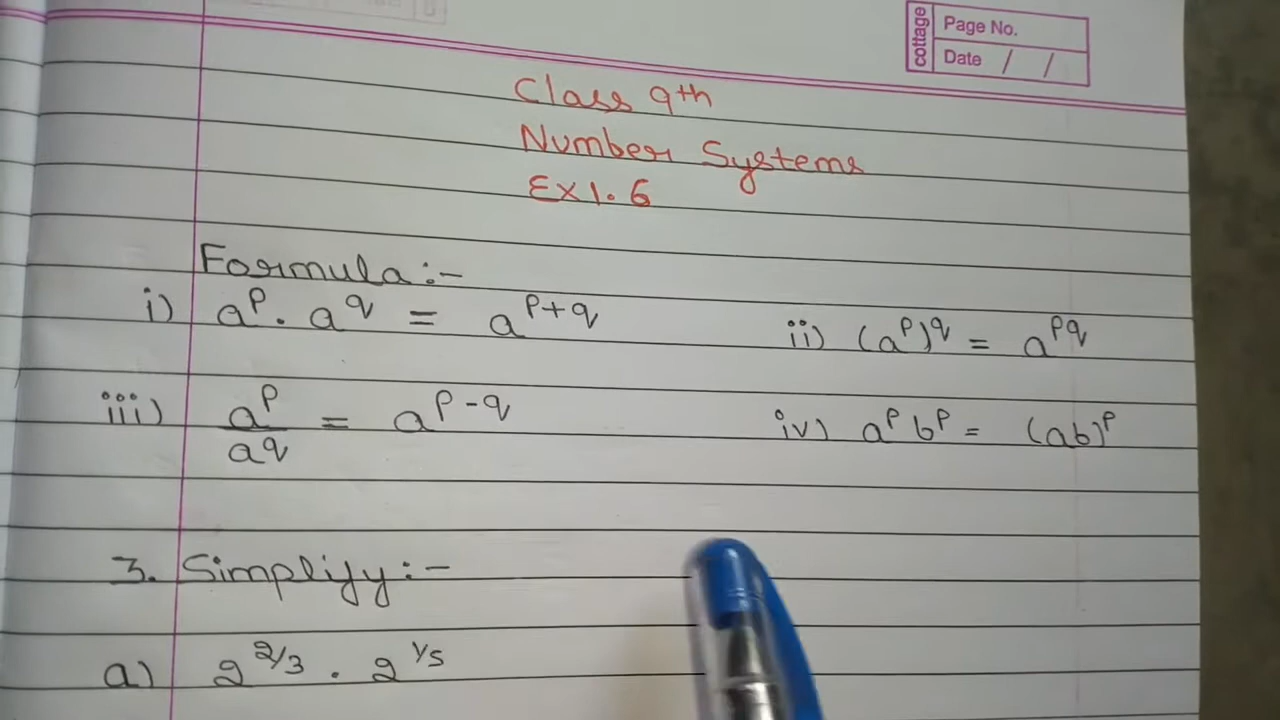 cottage
Page No.
Date / /
Class 9th
Number Systems
Ex 1.6
Formula :-
i) a^p . a^q = a^(p+q)
ii) (a^p)^q = a^(pq)
iii) a^p / a^q = a^(p-q)
iv) a^p b^p = (ab)^p
3. Simplify :-
a) 2^(2/3) . 2^(1/5)